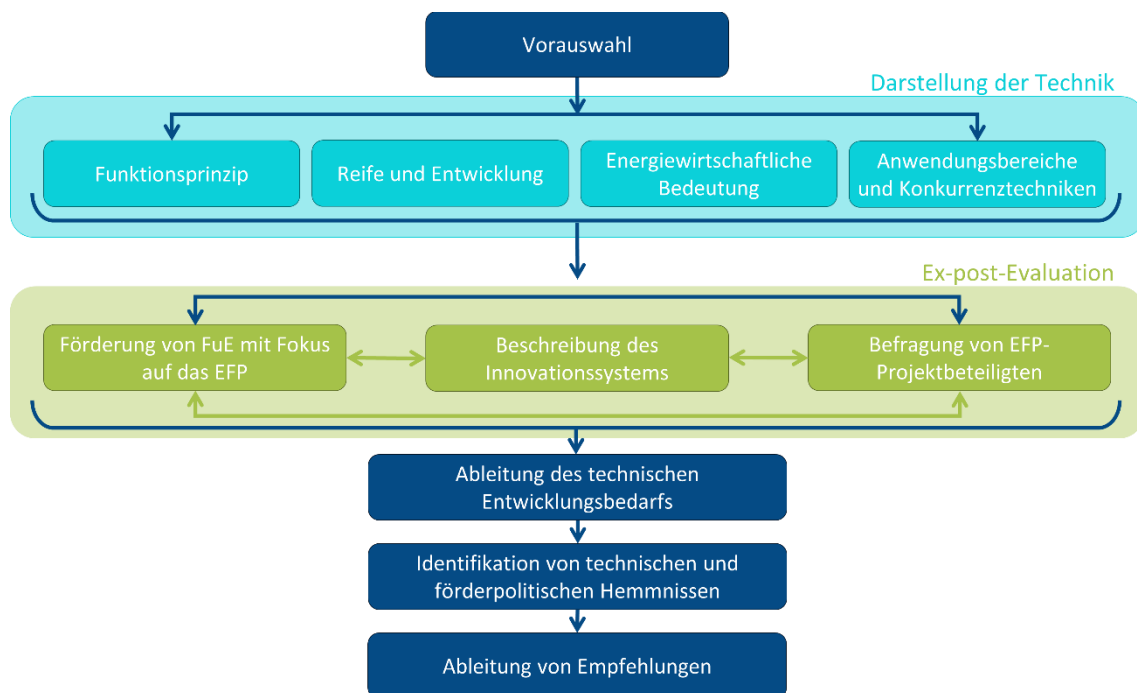 Vorauswahl
Darstellung der Technik
Funktionsprinzip
Reife und Entwicklung
Energiewirtschaftliche
Bedeutung
Anwendungsbereiche
und Konkurrenztechniken
Ex-post-Evaluation
Förderung von FuE mit Fokus
auf das EFP
Beschreibung des
Innovationssystems
Befragung von EFP-
Projektbeteiligten
Ableitung des technischen
Entwicklungsbedarfs
Identifikation von technischen und
förderpolitischen Hemmnissen
Ableitung von Empfehlungen